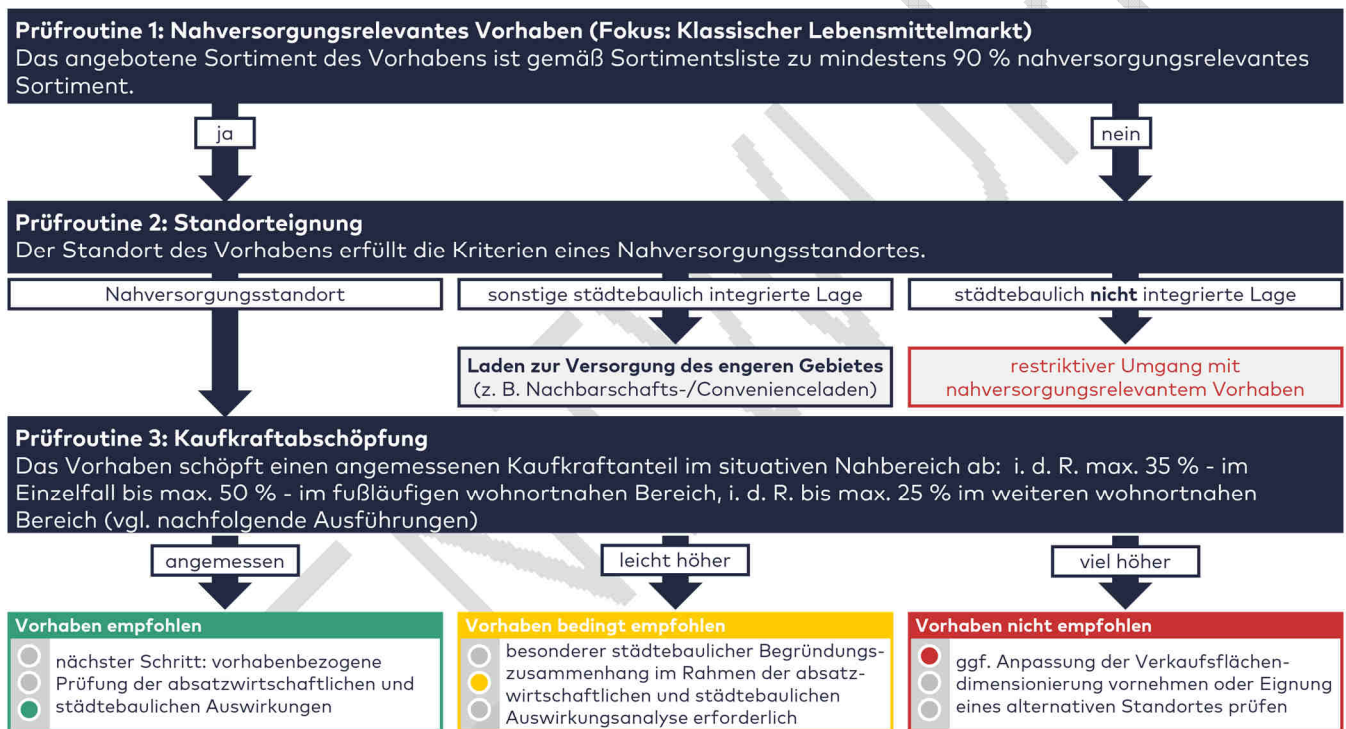 Prüfroutine 1: Nahversorgungsrelevantes Vorhaben (Fokus: Klassischer Lebensmittelmarkt)
Das angebotene Sortiment des Vorhabens ist gemäß Sortimentsliste zu mindestens 90 % nahversorgungsrelevantes
Sortiment.
ja
nein
Prüfroutine 2: Standorteignung
Der Standort des Vorhabens erfüllt die Kriterien eines Nahversorgungsstandortes.
Nahversorgungsstandort
sonstige städtebaulich integrierte Lage
städtebaulich nicht integrierte Lage
Laden zur Versorgung des engeren Gebietes
(z. B. Nachbarschafts-/Convenienceladen)
restriktiver Umgang mit
nahversorgungsrelevantem Vorhaben
Prüfroutine 3: Kaufkraftabschöpfung
Das Vorhaben schöpft einen angemessenen Kaufkraftanteil im situativen Nahbereich ab: i. d. R. max. 35 % - im
Einzelfall bis max. 50 % - im fußläufigen wohnortnahen Bereich, i. d. R. bis max. 25 % im weiteren wohnortnahen
Bereich (vgl. nachfolgende Ausführungen)
angemessen
leicht höher
viel höher
Vorhaben empfohlen
nächster Schritt: vorhabenbezogene
Prüfung der absatzwirtschaftlichen und
städtebaulichen Auswirkungen
Vorhaben bedingt empfohlen
besonderer städtebaulicher Begründungs-
zusammenhang im Rahmen der absatz-
wirtschaftlichen und städtebaulichen
Auswirkungsanalyse erforderlich
Vorhaben nicht empfohlen
ggf. Anpassung der Verkaufsflächen-
dimensionierung vornehmen oder Eignung
eines alternativen Standortes prüfen